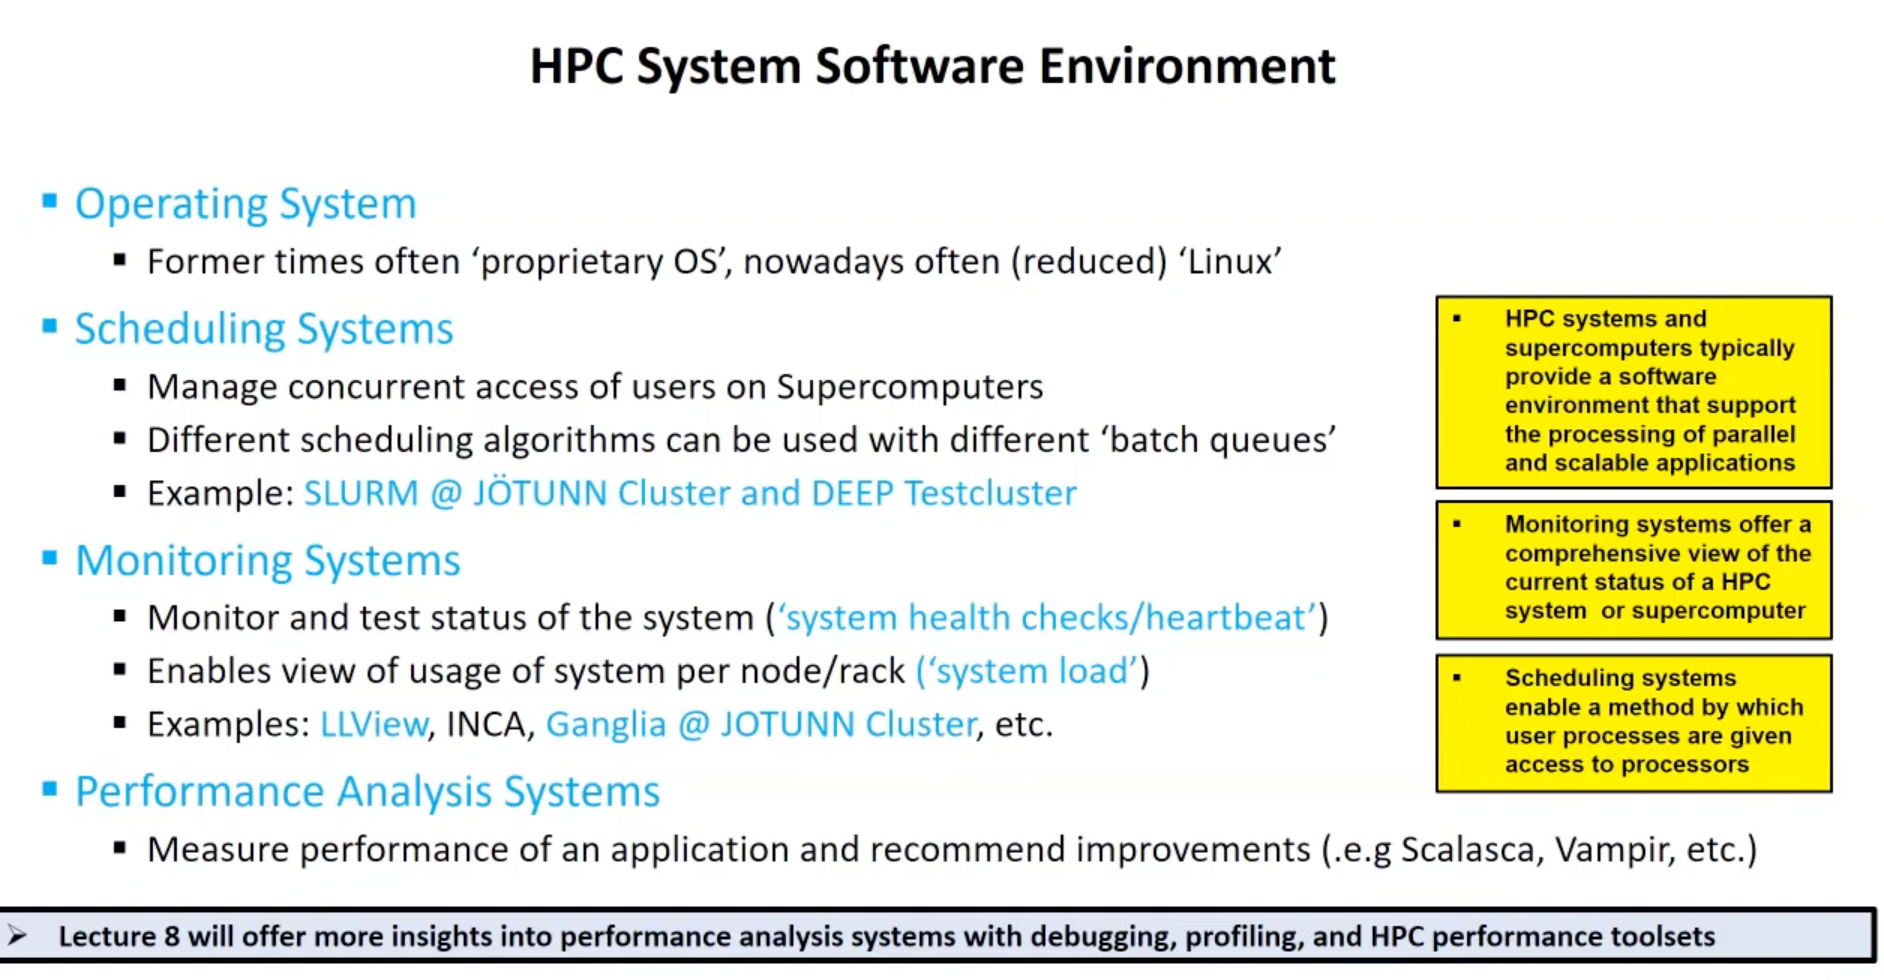 HPC System Software Environment
▪ Operating System
▪ Former times often ‘proprietary OS’, nowadays often (reduced) ‘Linux’
▪ Scheduling Systems
▪ Manage concurrent access of users on Supercomputers
▪ Different scheduling algorithms can be used with different ‘batch queues’
▪ Example: SLURM @ JÖTUNN Cluster and DEEP Testcluster
▪ Monitoring Systems
▪ Monitor and test status of the system (‘system health checks/heartbeat’)
▪ Enables view of usage of system per node/rack (‘system load’)
▪ Examples: LLView, INCA, Ganglia @ JOTUNN Cluster, etc.
▪ Performance Analysis Systems
▪ Measure performance of an application and recommend improvements (.e.g Scalasca, Vampir, etc.)
▪ HPC systems and
supercomputers typically
provide a software
environment that support
the processing of parallel
and scalable applications
▪ Monitoring systems offer a
comprehensive view of the
current status of a HPC
system or supercomputer
▪ Scheduling systems
enable a method by which
user processes are given
access to processors
➢ Lecture 8 will offer more insights into performance analysis systems with debugging, profiling, and HPC performance toolsets